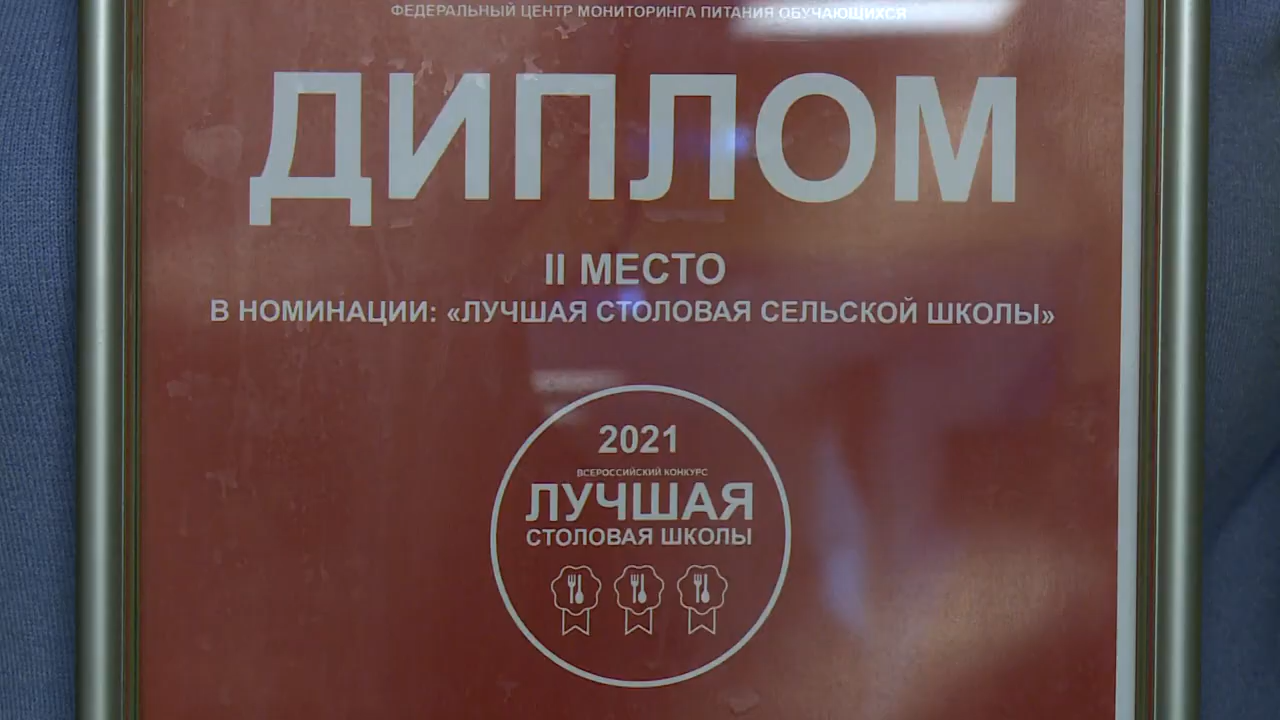 ФЕДЕРАЛЬНЫЙ ЦЕНТР МОНИТОРИНГА ПИТАНИЯ ОБУЧАЮЩИХСЯ
ДИПЛОМ
II МЕСТО
В НОМИНАЦИИ: «ЛУЧШАЯ СТОЛОВАЯ СЕЛЬСКОЙ ШКОЛЫ»
2021
ВСЕРОССИЙСКИЙ КОНКУРС
ЛУЧШАЯ
СТОЛОВАЯ ШКОЛЫ